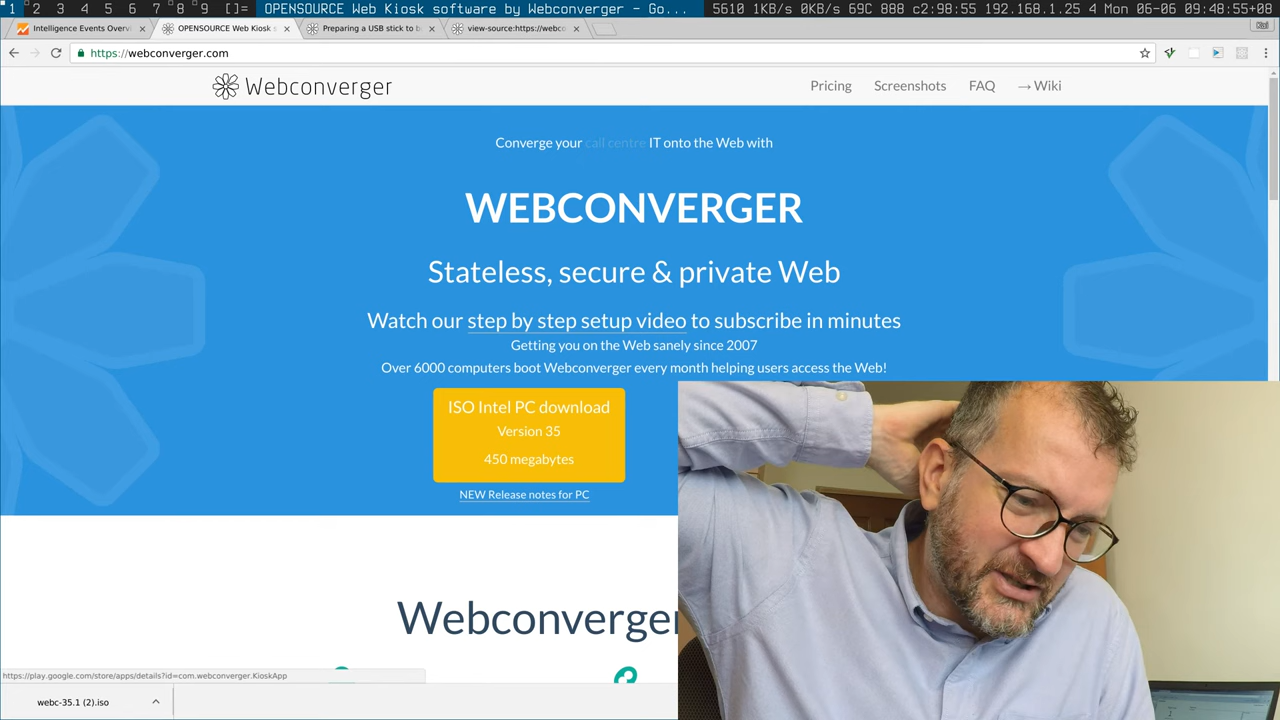 1 2 3 4 5 6 7 8 9 []= OPENSOURCE Web Kiosk software by Webconverger - Go... 5610 1KB/s 0KB/s 69C 888 c2:98:55 192.168.1.25 4 Mon 06-06 09:48:55+08
Intelligence Events Overv
OPENSOURCE Web Kiosk s
Preparing a USB stick to b
view-source:https://webco
https://webconverger.com
Webconverger
Pricing
Screenshots
FAQ
→ Wiki
Converge your call centre IT onto the Web with
WEBCONVERGER
Stateless, secure & private Web
Watch our step by step setup video to subscribe in minutes
Getting you on the Web sanely since 2007
Over 6000 computers boot Webconverger every month helping users access the Web!
ISO Intel PC download
Version 35
450 megabytes
NEW Release notes for PC
Webconverger
https://play.google.com/store/apps/details?id=com.webconverger.KioskApp
webc-35.1 (2).iso